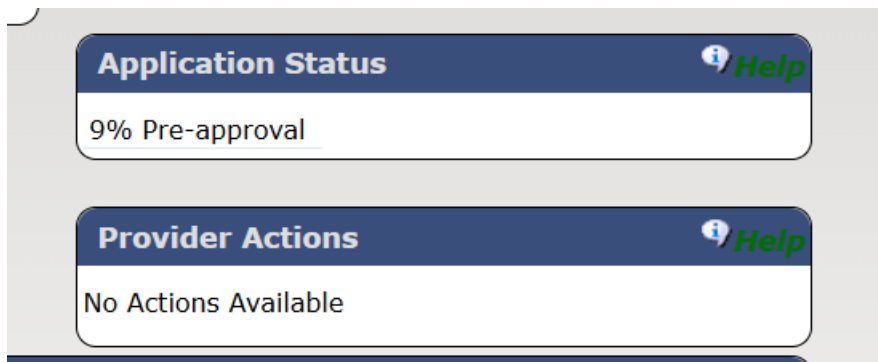 Application Status
Help
9% Pre-approval
Provider Actions
Help
No Actions Available